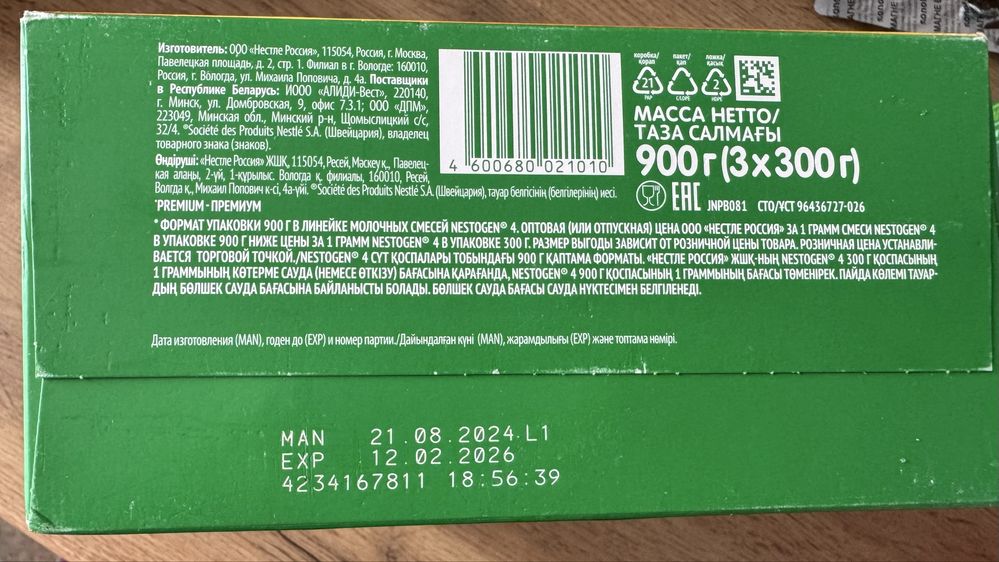 Изготовитель: ООО «Нестле Россия», 115054, Россия, г. Москва,
Павелецкая площадь, д. 2, стр. 1. Филиал в г. Вологде: 160010,
Россия, г. Вологда, ул. Михаила Поповича, д. 4а. Поставщики
в Республике Беларусь: ИООО «АЛИДИ-Вест», 220140,
г. Минск, ул. Домбровская, 9, офис 7.3.1; ООО «ДПМ»,
223049, Минская обл., Минский р-н, Щомыслицкий с/с,
32/4. ®Société des Produits Nestlé S.A. (Швейцария), владелец
товарного знака (знаков).
Өндіруші: «Нестле Россия» ЖШҚ, 115054, Ресей, Мәскеу қ., Павелец-
кая алаңы, 2-үй, 1-құрылыс. Вологда қ. филиалы, 160010, Ресей,
Вологда қ., Михаил Попович к-сі, 4а-үйі. ®Société des Produits Nestlé S.A. (Швейцария), тауар белгісінің (белгілерінің) иесі.
*PREMIUM - ПРЕМИУМ
4 600680 021010
коробка/қорап
21
PAP
пакет/қап
C/LDPE
ложка/қасық
2
HDPE
МАССА НЕТТО/
ТАЗА САЛМАҒЫ
900 г (3 x 300 г)
EAC JNPB081 СТО/ҰСТ 96436727-026
* ФОРМАТ УПАКОВКИ 900 Г В ЛИНЕЙКЕ МОЛОЧНЫХ СМЕСЕЙ NESTOGEN® 4. ОПТОВАЯ (ИЛИ ОТПУСКНАЯ) ЦЕНА ООО «НЕСТЛЕ РОССИЯ» ЗА 1 ГРАММ СМЕСИ NESTOGEN® 4
В УПАКОВКЕ 900 Г НИЖЕ ЦЕНЫ ЗА 1 ГРАММ NESTOGEN® 4 В УПАКОВКЕ 300 Г. РАЗМЕР ВЫГОДЫ ЗАВИСИТ ОТ РОЗНИЧНОЙ ЦЕНЫ ТОВАРА. РОЗНИЧНАЯ ЦЕНА УСТАНАВЛИ-
ВАЕТСЯ ТОРГОВОЙ ТОЧКОЙ./NESTOGEN® 4 СҮТ ҚОСПАЛАРЫ ТОБЫНДАҒЫ 900 Г ҚАПТАМА ФОРМАТЫ. «НЕСТЛЕ РОССИЯ» ЖШҚ-НЫҢ NESTOGEN® 4 300 Г ҚОСПАСЫНЫҢ
1 ГРАММЫНЫҢ КӨТЕРМЕ САУДА (НЕМЕСЕ ӨТКІЗУ) БАҒАСЫНА ҚАРАҒАНДА, NESTOGEN® 4 900 Г ҚОСПАСЫНЫҢ 1 ГРАММЫНЫҢ БАҒАСЫ ТӨМЕНІРЕК. ПАЙДА КӨЛЕМІ ТАУАР-
ДЫҢ БӨЛШЕК САУДА БАҒАСЫНА БАЙЛАНЫСТЫ БОЛАДЫ. БӨЛШЕК САУДА БАҒАСЫ САУДА НҮКТЕСІМЕН БЕЛГІЛЕНЕДІ.
Дата изготовления (MAN), годен до (EXP) и номер партии./Дайындалған күні (MAN), жарамдылығы (EXP) және топтама нөмірі.
MAN 21.08.2024 L1
EXP 12.02.2026
4234167811 18:56:39